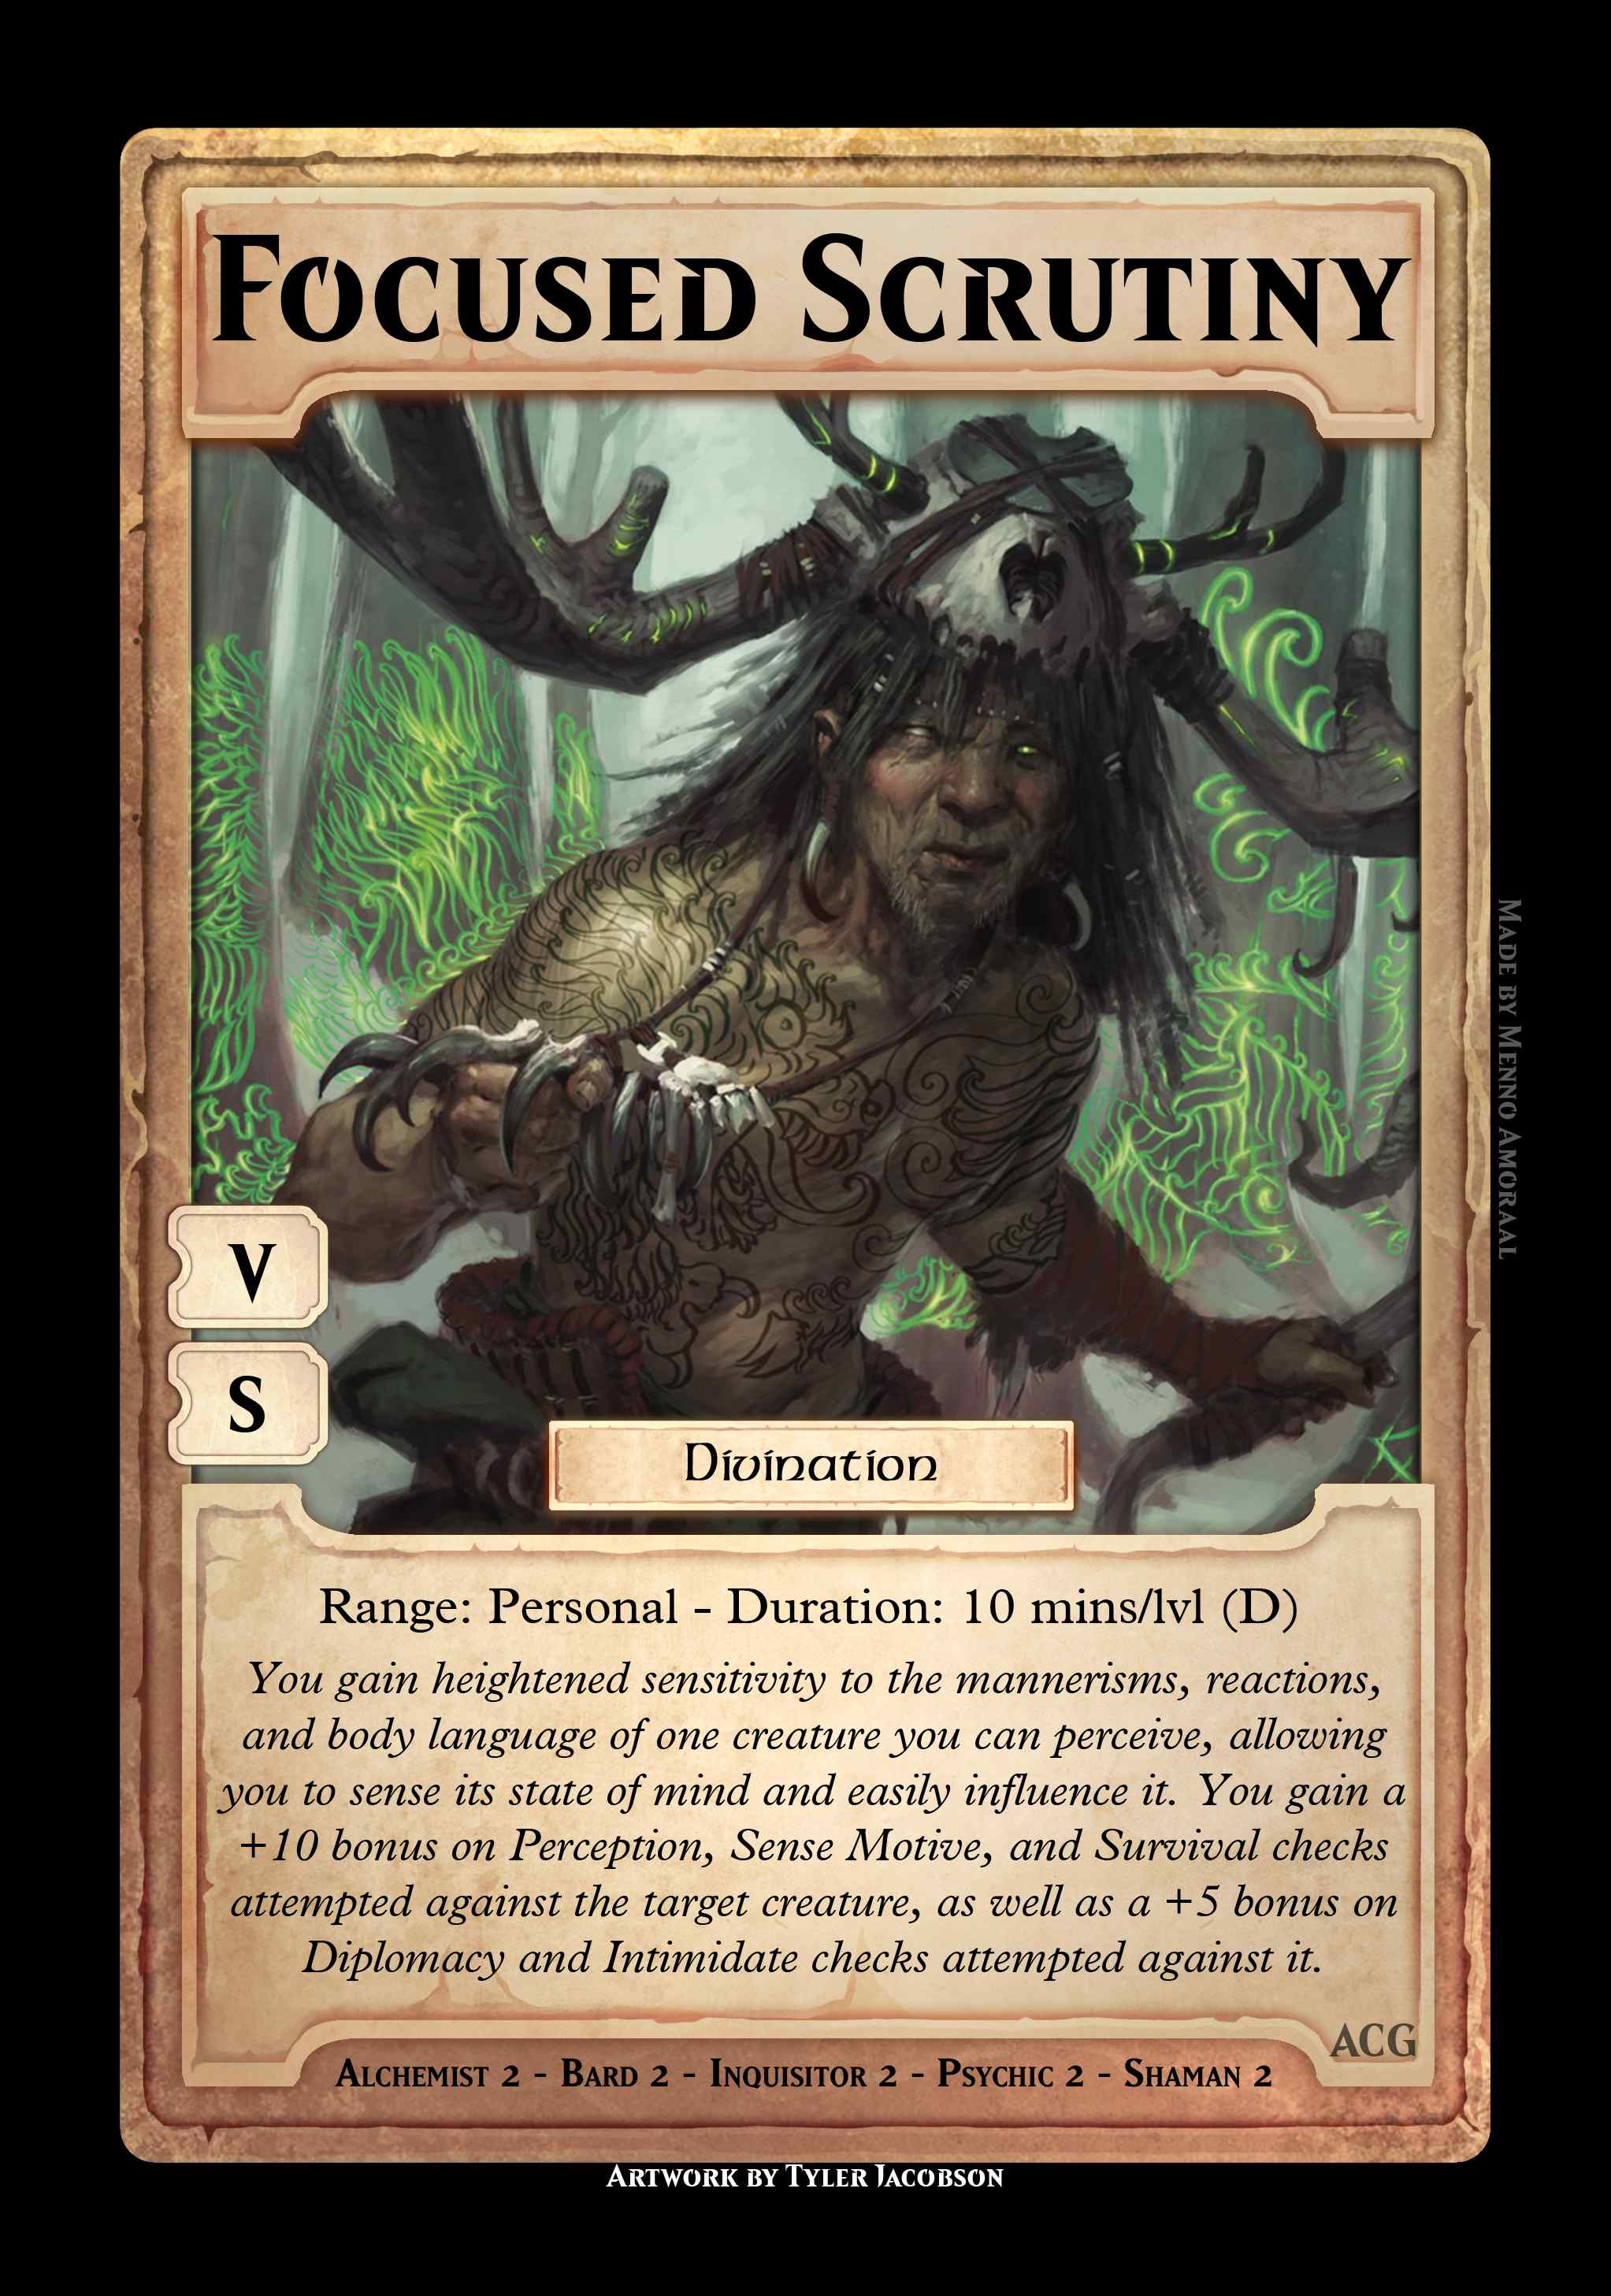 Focused Scrutiny
V
S
Divination
Range: Personal - Duration: 10 mins/lvl (D)
You gain heightened sensitivity to the mannerisms, reactions,
and body language of one creature you can perceive, allowing
you to sense its state of mind and easily influence it. You gain a
+10 bonus on Perception, Sense Motive, and Survival checks
attempted against the target creature, as well as a +5 bonus on
Diplomacy and Intimidate checks attempted against it.
ACG
Alchemist 2 - Bard 2 - Inquisitor 2 - Psychic 2 - Shaman 2
Artwork by Tyler Jacobson
Made by Menno Amoraal